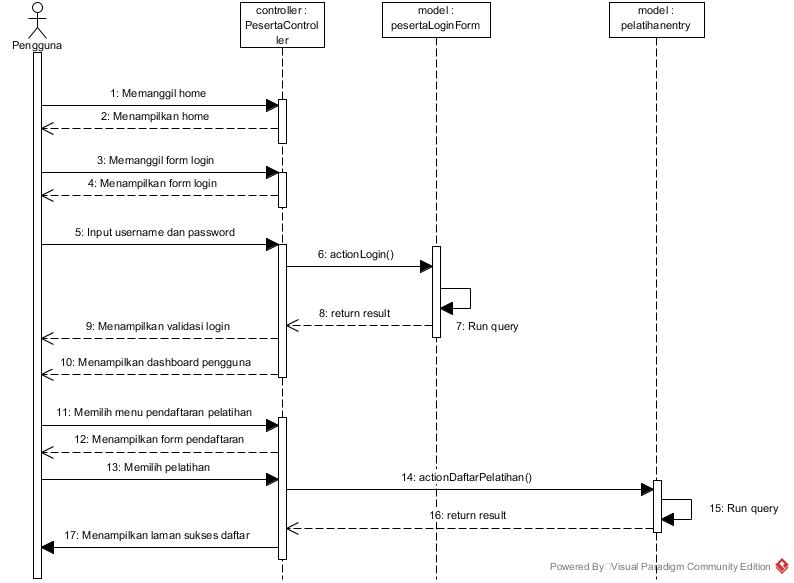 Pengguna
controller :
PesertaControl
ler
model :
pesertaLoginForm
model :
pelatihanentry
1: Memanggil home
2: Menampilkan home
3: Memanggil form login
4: Menampilkan form login
5: Input username dan password
6: actionLogin()
7: Run query
8: return result
9: Menampilkan validasi login
10: Menampilkan dashboard pengguna
11: Memilih menu pendaftaran pelatihan
12: Menampilkan form pendaftaran
13: Memilih pelatihan
14: actionDaftarPelatihan()
15: Run query
16: return result
17: Menampilkan laman sukses daftar
Powered By Visual Paradigm Community Edition